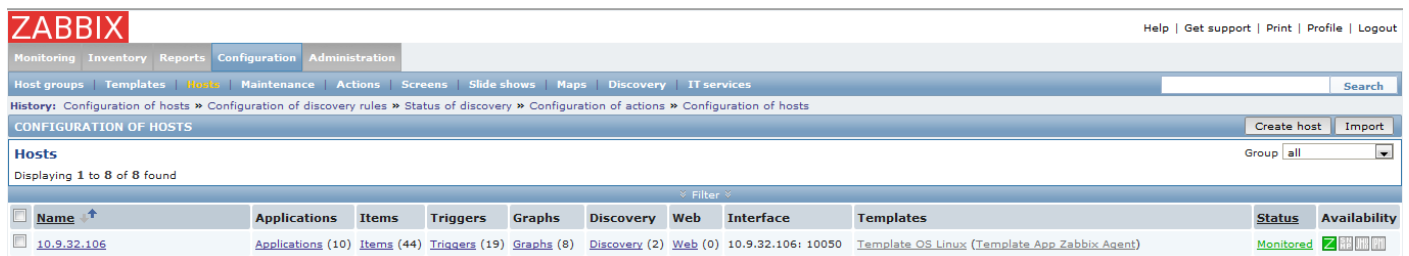 ZABBIX
Help | Get support | Print | Profile | Logout
Monitoring Inventory Reports Configuration Administration
Host groups | Templates | Hosts | Maintenance | Actions | Screens | Slide shows | Maps | Discovery | IT services Search
History: Configuration of hosts » Configuration of discovery rules » Status of discovery » Configuration of actions » Configuration of hosts
CONFIGURATION OF HOSTS Create host Import
Hosts Group all
Displaying 1 to 8 of 8 found
Filter
Name Applications Items Triggers Graphs Discovery Web Interface Templates Status Availability
10.9.32.106 Applications (10) Items (44) Triggers (19) Graphs (8) Discovery (2) Web (0) 10.9.32.106: 10050 Template OS Linux (Template App Zabbix Agent) Monitored Z